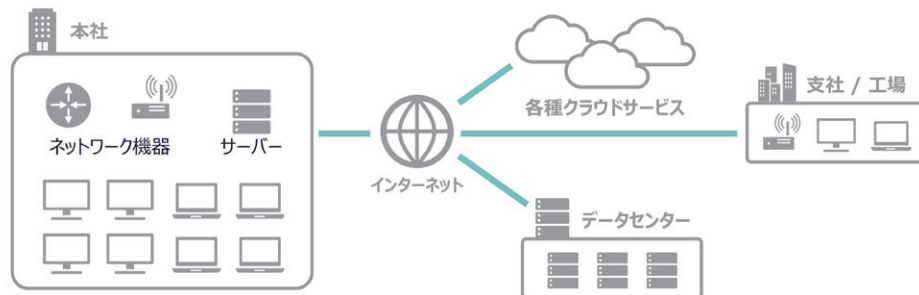 本社
ネットワーク機器
サーバー
インターネット
各種クラウドサービス
支社 / 工場
データセンター